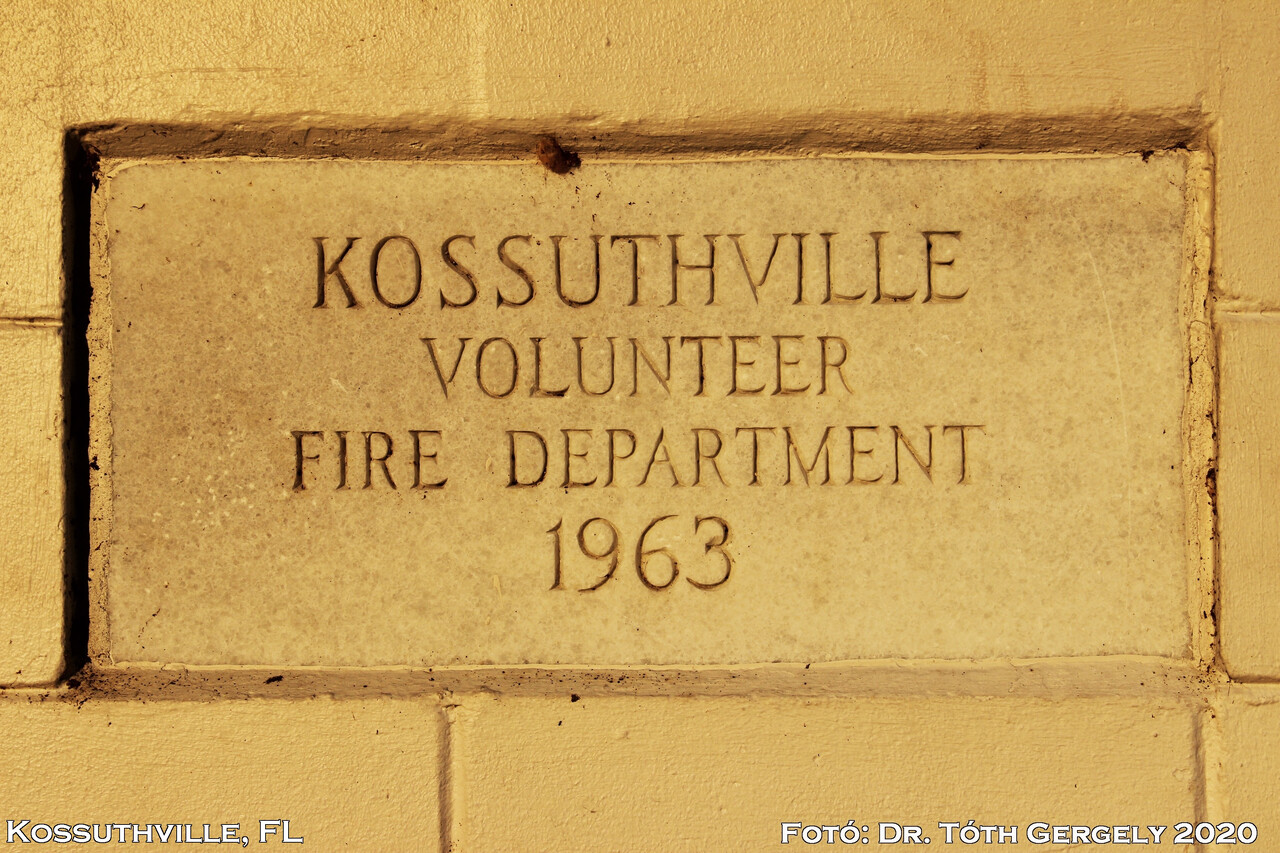 KOSSUTHVILLE
VOLUNTEER
FIRE DEPARTMENT
1963
KOSSUTHVILLE, FL
FOTÓ: DR. TÓTH GERGELY 2020